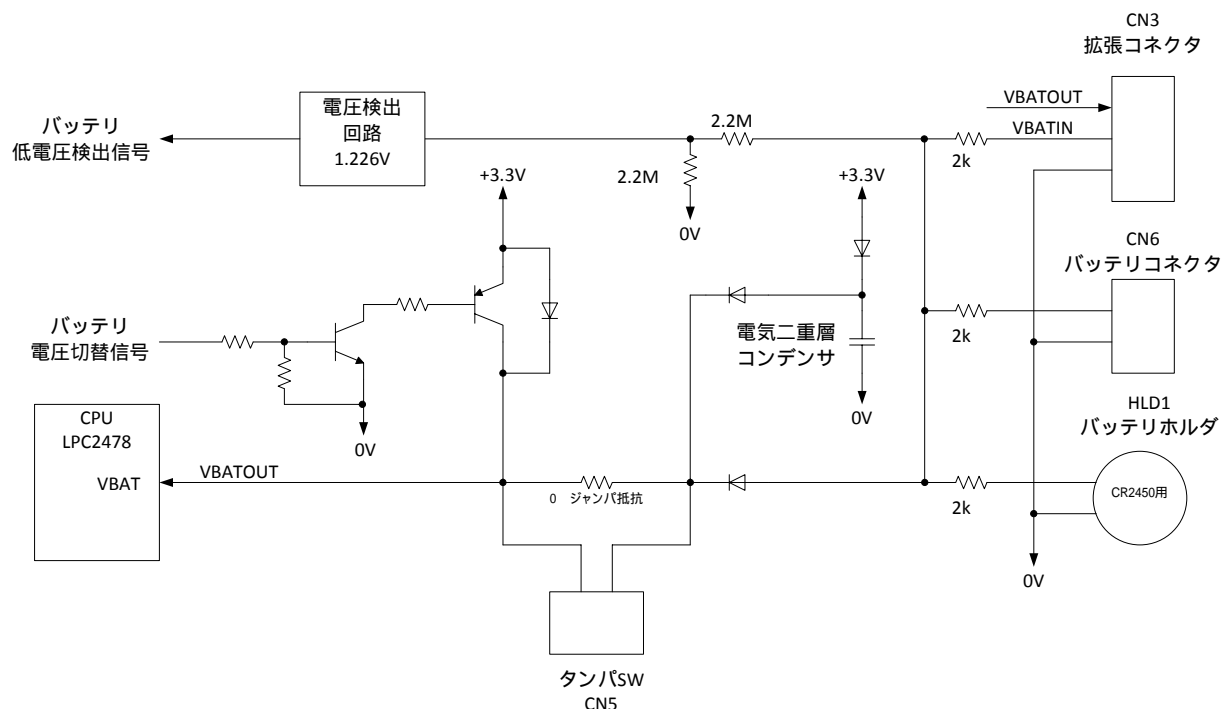 CN3
拡張コネクタ
電圧検出
回路
1.226V
バッテリ
低電圧検出信号
VBATOUT
VBATIN
2.2M
2k
2.2M
+3.3V
+3.3V
0V
CN6
バッテリコネクタ
バッテリ
電圧切替信号
2k
電気二重層
コンデンサ
0V
0V
HLD1
バッテリホルダ
CPU
LPC2478
VBAT
VBATOUT
0 ジャンパ抵抗
2k
CR2450用
0V
タンパSW
CN5